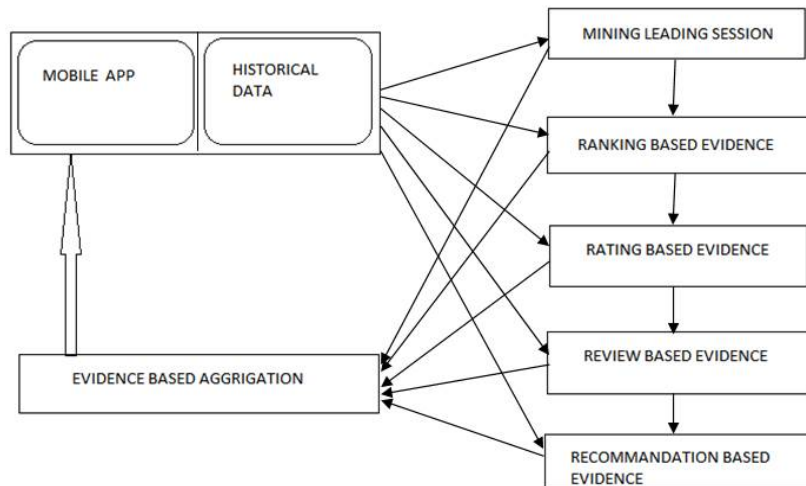 MOBILE APP
HISTORICAL
DATA
MINING LEADING SESSION
RANKING BASED EVIDENCE
RATING BASED EVIDENCE
REVIEW BASED EVIDENCE
RECOMMANDATION BASED
EVIDENCE
EVIDENCE BASED AGGRIGATION